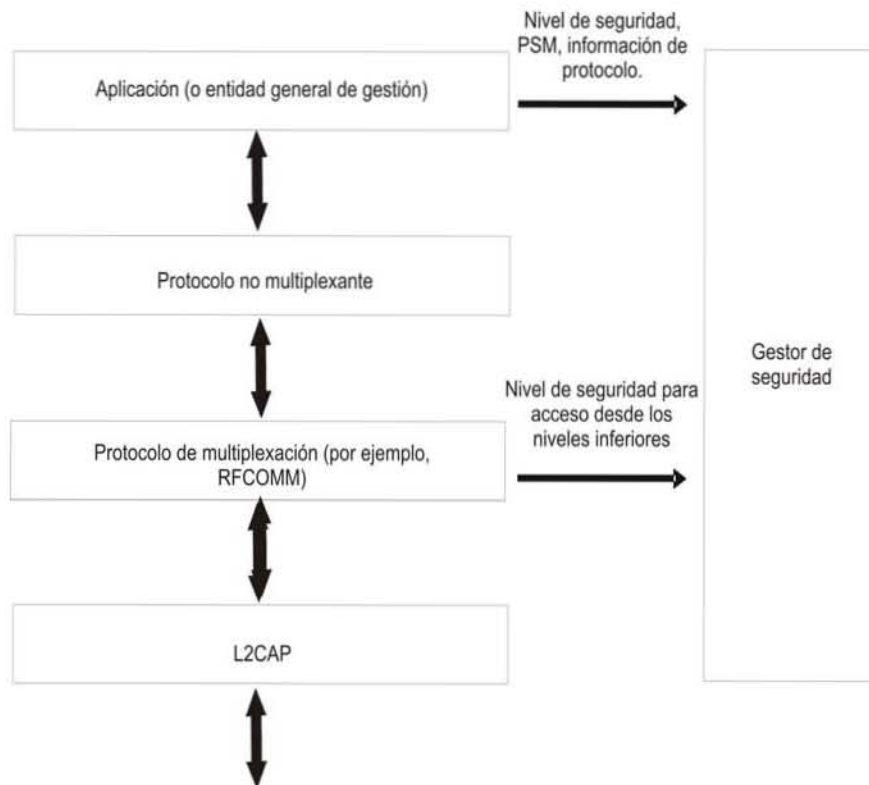 Nivel de seguridad,
PSM, información de
protocolo.
Aplicación (o entidad general de gestión)
Protocolo no multiplexante
Gestor de
seguridad
Nivel de seguridad para
acceso desde los
niveles inferiores
Protocolo de multiplexación (por ejemplo,
RFCOMM)
L2CAP